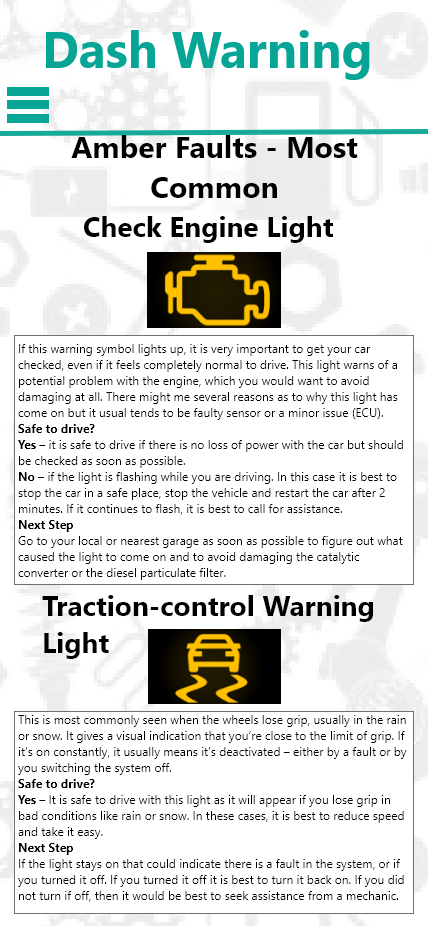 Dash Warning
Amber Faults - Most
Common
Check Engine Light
If this warning symbol lights up, it is very important to get your car
checked, even if it feels completely normal to drive. This light warns of a
potential problem with the engine, which you would want to avoid
damaging at all. There might me several reasons as to why this light has
come on but it usual tends to be faulty sensor or a minor issue (ECU).
Safe to drive?
Yes – it is safe to drive if there is no loss of power with the car but should
be checked as soon as possible.
No – if the light is flashing while you are driving. In this case it is best to
stop the car in a safe place, stop the vehicle and restart the car after 2
minutes. If it continues to flash, it is best to call for assistance.
Next Step
Go to your local or nearest garage as soon as possible to figure out what
caused the light to come on and to avoid damaging the catalytic
converter or the diesel particulate filter.
Traction-control Warning
Light
This is most commonly seen when the wheels lose grip, usually in the rain
or snow. It gives a visual indication that you're close to the limit of grip. If
it's on constantly, it usually means it's deactivated – either by a fault or by
you switching the system off.
Safe to drive?
Yes – It is safe to drive with this light as it will appear if you lose grip in
bad conditions like rain or snow. In these cases, it is best to reduce speed
and take it easy.
Next Step
If the light stays on that could indicate there is a fault in the system, or if
you turned it off. If you turned it off it is best to turn it back on. If you did
not turn if off, then it would be best to seek assistance from a mechanic.